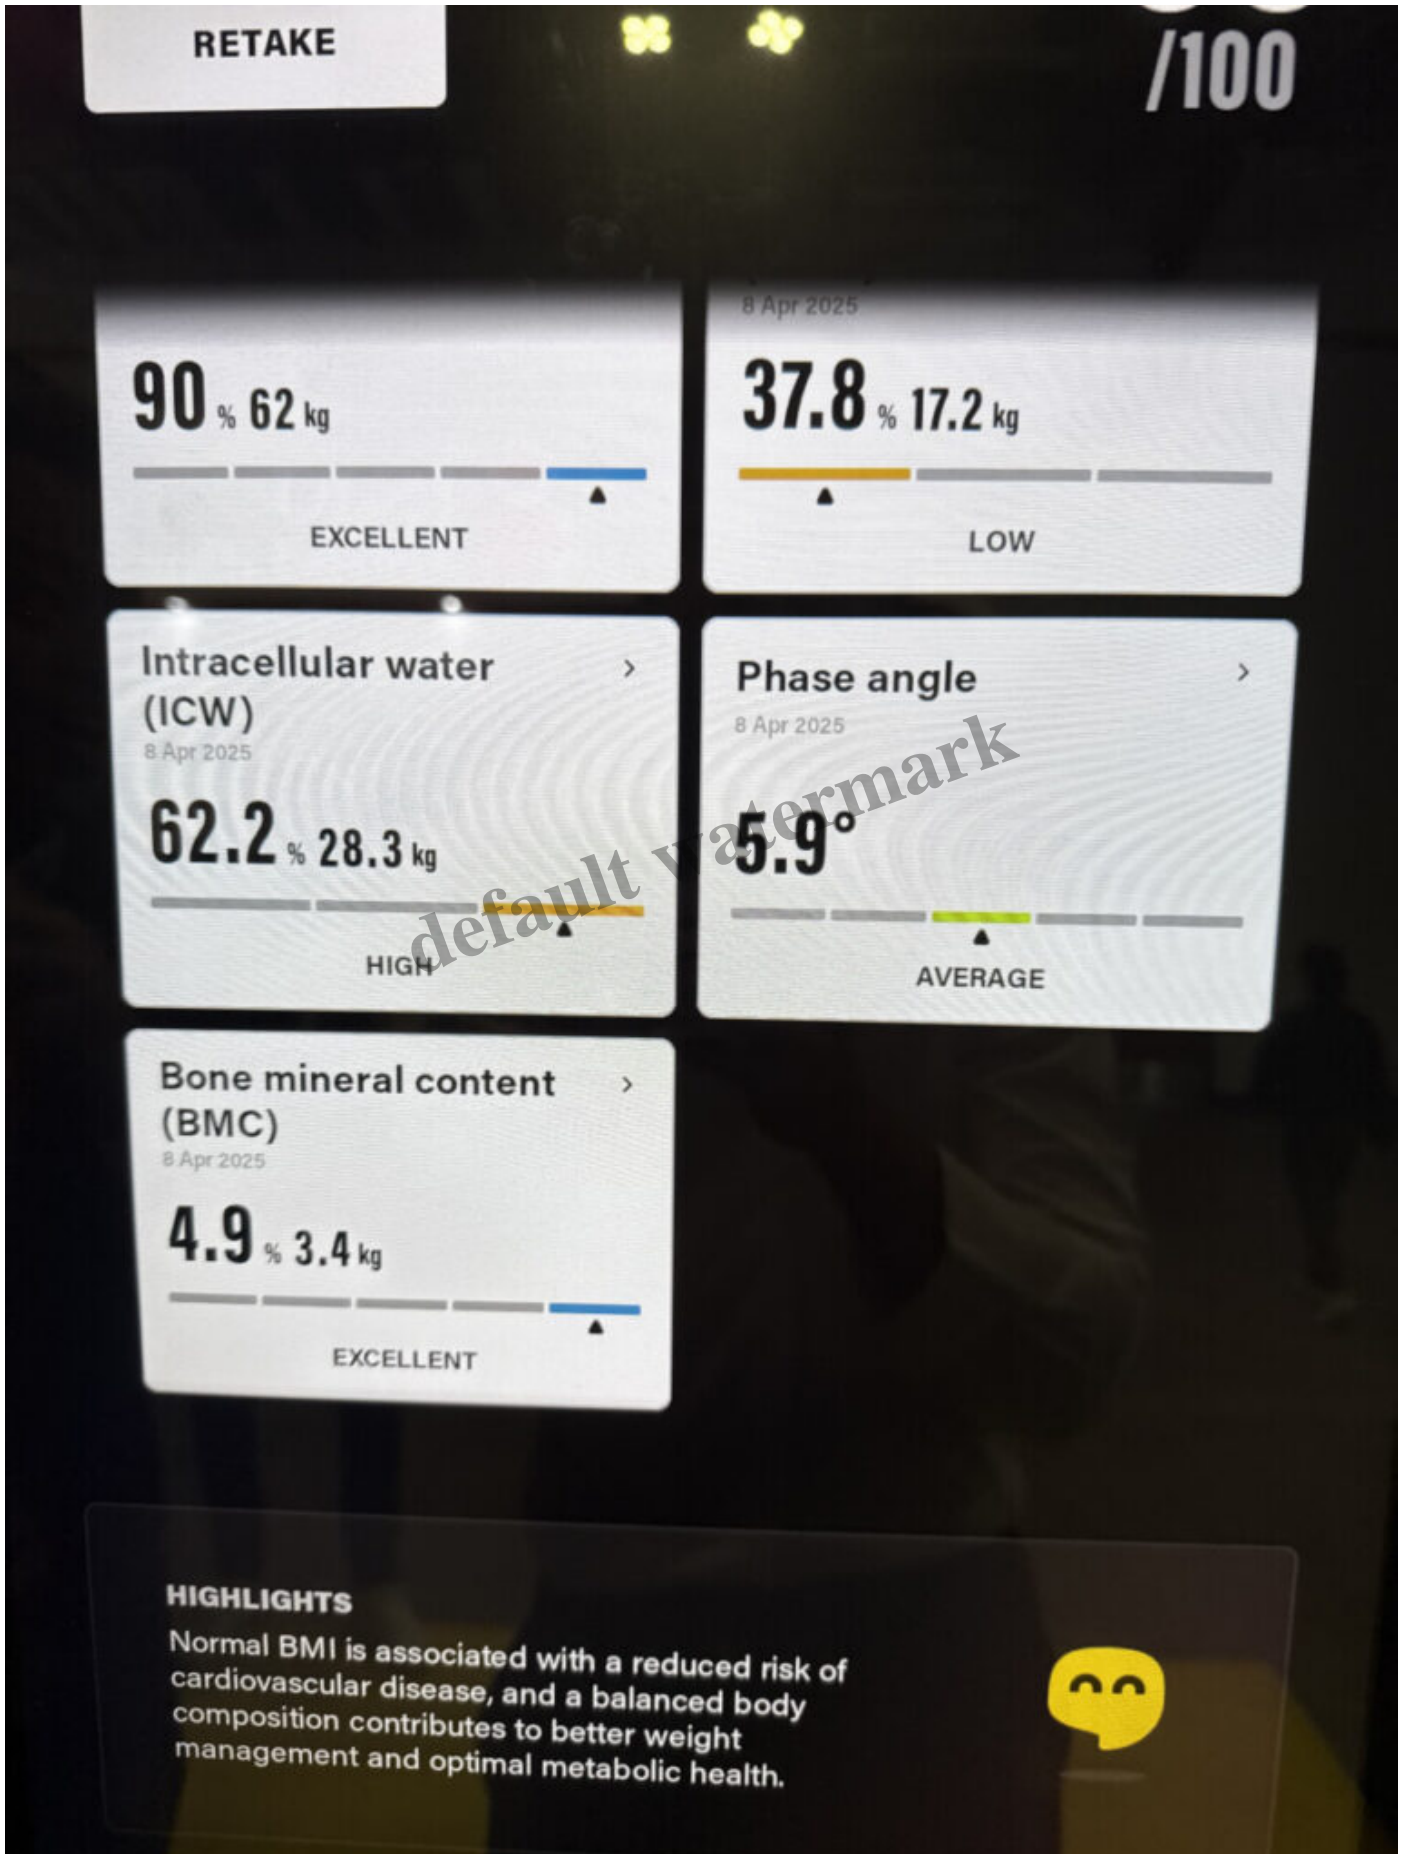 RETAKE
/100
8 Apr 2025
90 % 62 kg
37.8 % 17.2 kg
EXCELLENT
LOW
Intracellular water
(ICW)
8 Apr 2025
62.2 % 28.3 kg
HIGH
Phase angle
8 Apr 2025
5.9°
AVERAGE
default watermark
Bone mineral content
(BMC)
8 Apr 2025
4.9 % 3.4 kg
EXCELLENT
HIGHLIGHTS
Normal BMI is associated with a reduced risk of
cardiovascular disease, and a balanced body
composition contributes to better weight
management and optimal metabolic health.